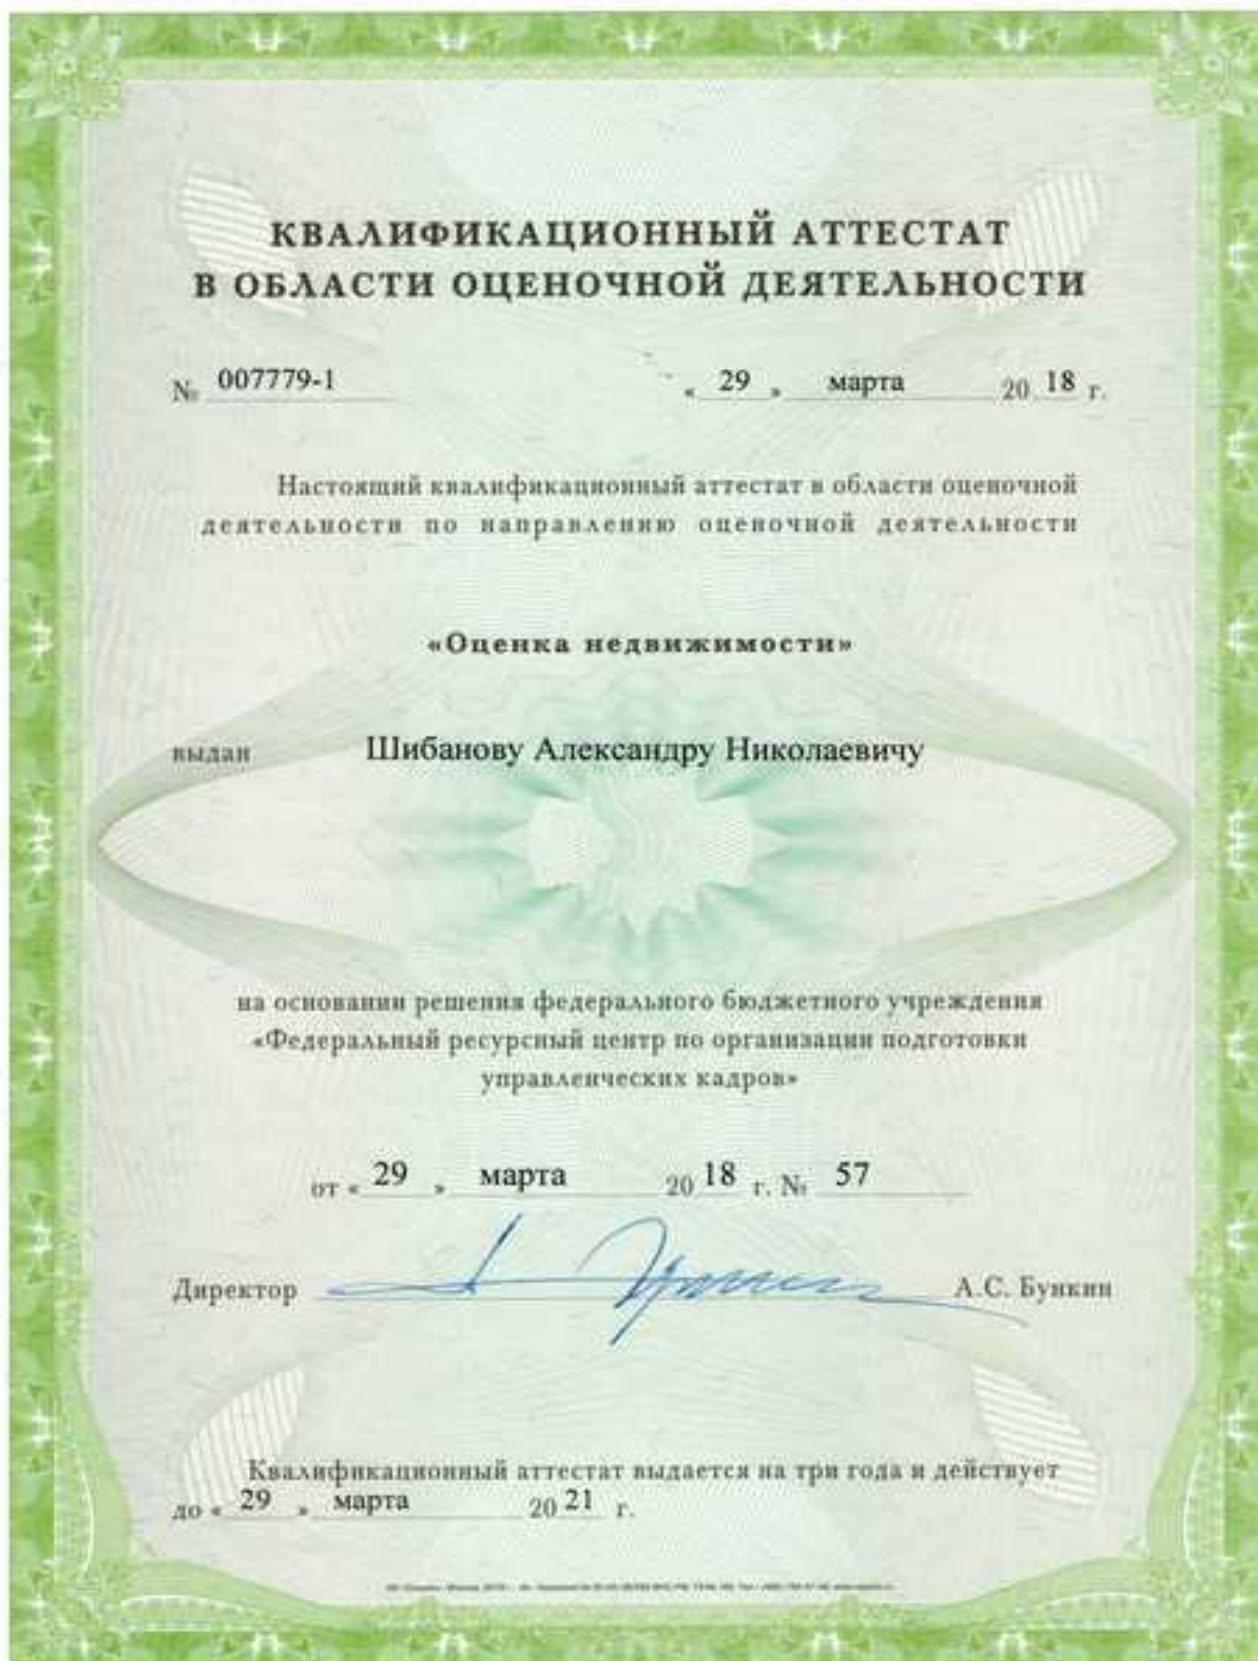 КВАЛИФИКАЦИОННЫЙ АТТЕСТАТ
В ОБЛАСТИ ОЦЕНОЧНОЙ ДЕЯТЕЛЬНОСТИ
№ 007779-1 « 29 » марта 20 18 г.
Настоящий квалификационный аттестат в области оценочной
деятельности по направлению оценочной деятельности
«Оценка недвижимости»
выдан Шибанову Александру Николаевичу
на основании решения федерального бюджетного учреждения
«Федеральный ресурсный центр по организации подготовки
управленческих кадров»
от « 29 » марта 20 18 г. № 57
Директор А.С. Бункин
Квалификационный аттестат выдается на три года и действует
до « 29 » марта 20 21 г.